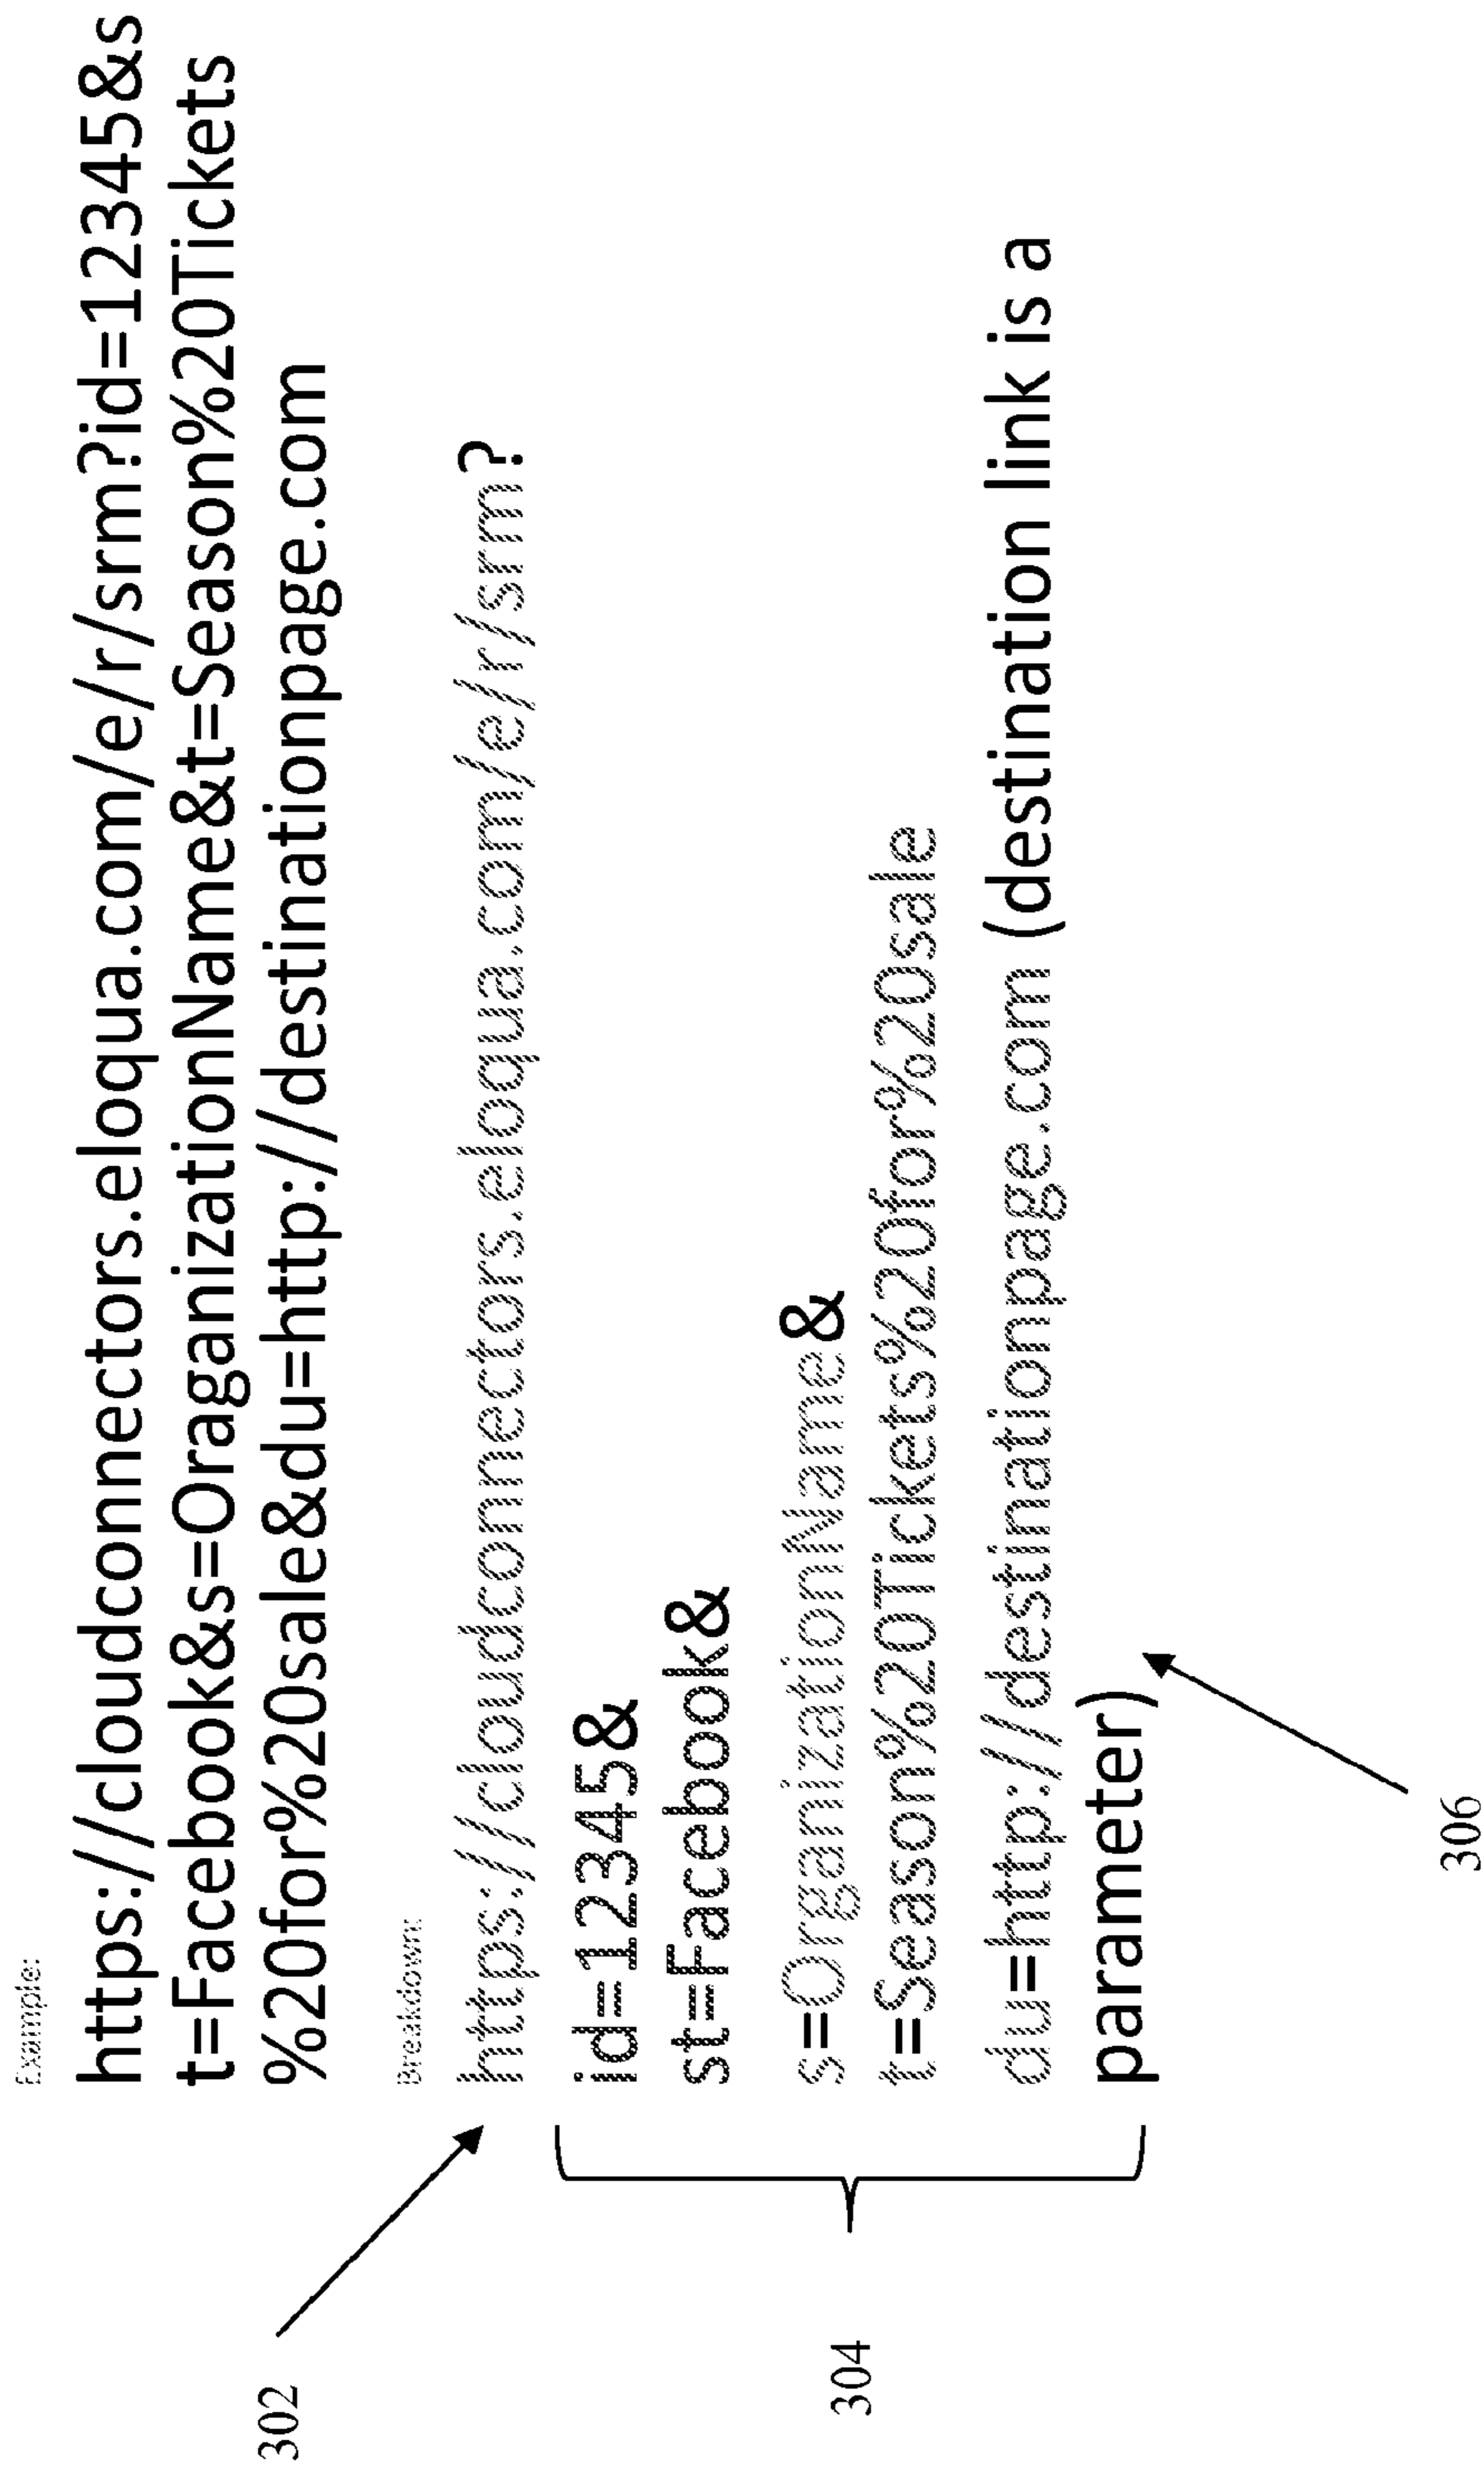 Example:
https://cloudconnectors.eloqua.com/e/r/srm?id=12345&s
t=Facebook&s=OraganizationName&t=Season%20Tickets
%20for%20sale&du=http://destinationpage.com
Breakdown:
https://cloudconnectors.eloqua.com/e/r/srm?
id=12345&
st=Facebook&
s=OrganizationName&
t=Season%20Tickets%20for%20sale
du=http://destinationpage.com (destination link is a
parameter)
302
304
306